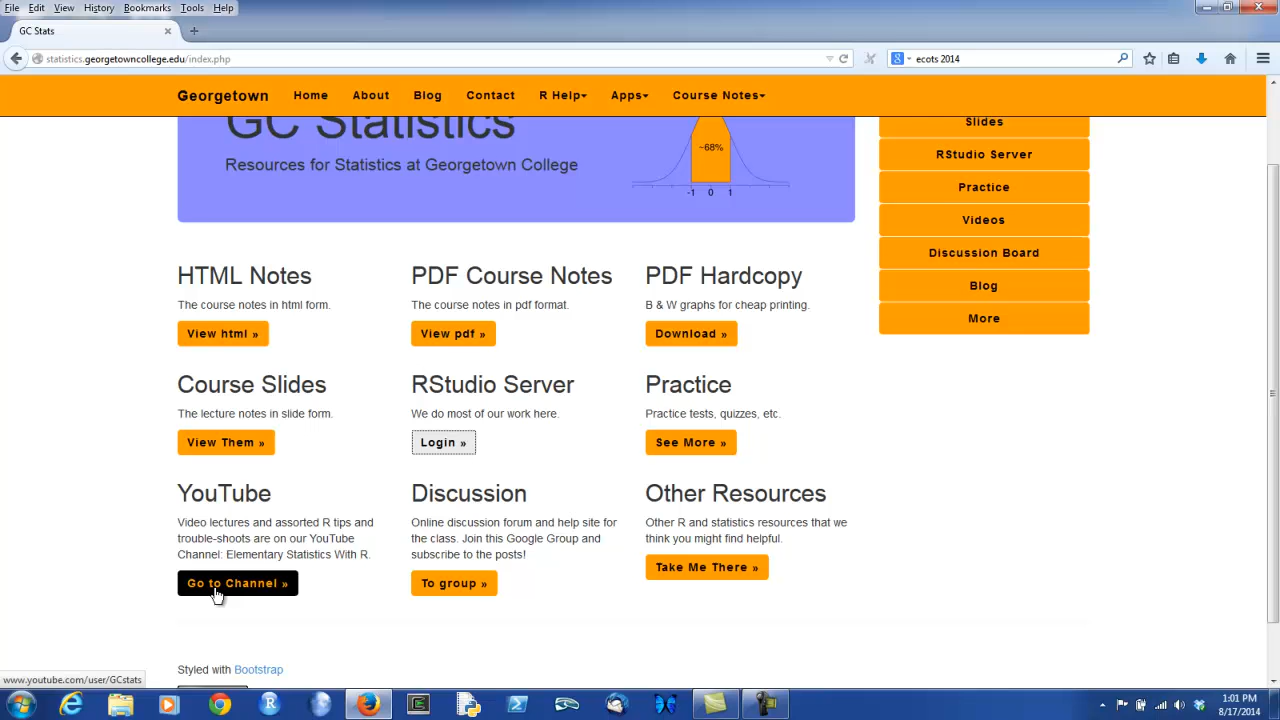 File Edit View History Bookmarks Tools Help
GC Stats
statistics.georgetowncollege.edu/index.php
ecots 2014
Georgetown Home About Blog Contact R Help Apps Course Notes
GC Statistics
Resources for Statistics at Georgetown College
~68%
-1 0 1
Slides
RStudio Server
Practice
Videos
Discussion Board
Blog
More
HTML Notes
The course notes in html form.
View html »
PDF Course Notes
The course notes in pdf format.
View pdf »
PDF Hardcopy
B & W graphs for cheap printing.
Download »
Course Slides
The lecture notes in slide form.
View Them »
RStudio Server
We do most of our work here.
Login »
Practice
Practice tests, quizzes, etc.
See More »
YouTube
Video lectures and assorted R tips and
trouble-shoots are on our YouTube
Channel: Elementary Statistics With R.
Go to Channel »
Discussion
Online discussion forum and help site for
the class. Join this Google Group and
subscribe to the posts!
To group »
Other Resources
Other R and statistics resources that we
think you might find helpful.
Take Me There »
Styled with Bootstrap
www.youtube.com/user/GCstats
1:01 PM
8/17/2014